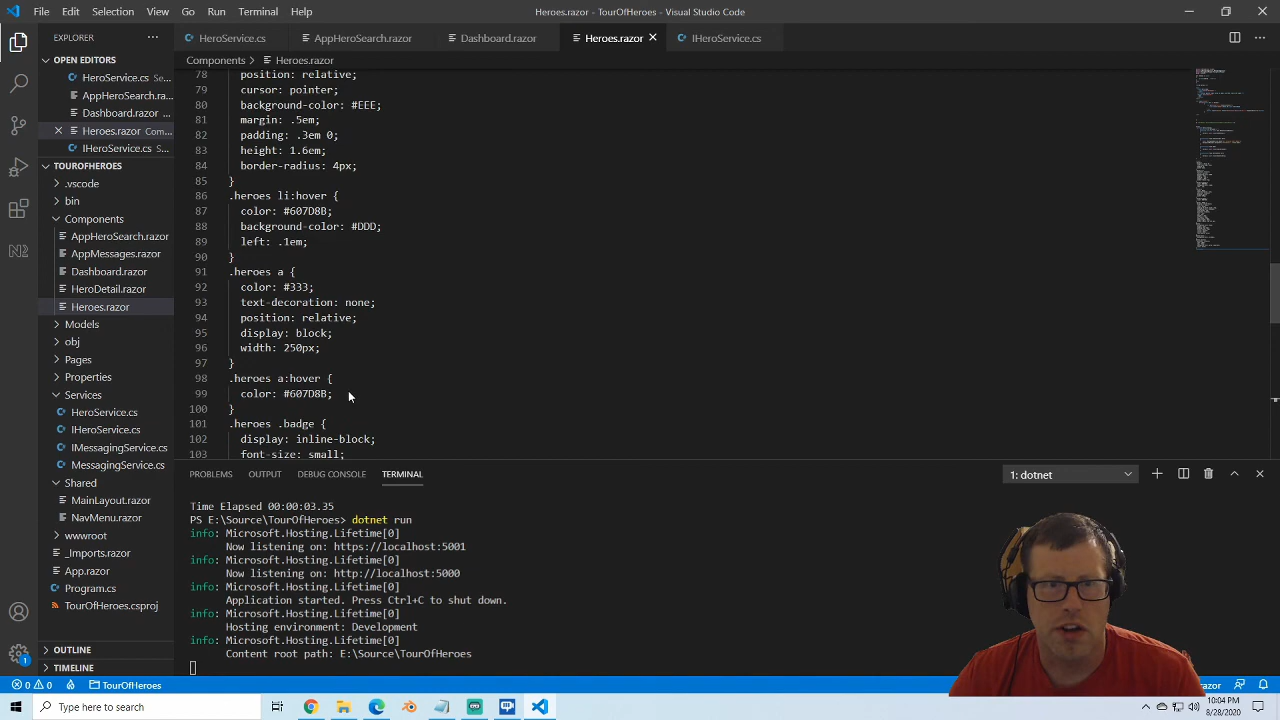 File Edit Selection View Go Run Terminal Help
Heroes.razor - TourOfHeroes - Visual Studio Code
EXPLORER
HeroService.cs
AppHeroSearch.razor
Dashboard.razor
Heroes.razor
IHeroService.cs
OPEN EDITORS
HeroService.cs Se...
AppHeroSearch.ra...
Dashboard.razor Co...
Heroes.razor Com...
IHeroService.cs S...
TOUROFHEROES
.vscode
bin
Components
AppHeroSearch.razor
AppMessages.razor
Dashboard.razor
HeroDetail.razor
Heroes.razor
Models
obj
Pages
Properties
Services
HeroService.cs
IHeroService.cs
IMessagingService.cs
MessagingService.cs
Shared
MainLayout.razor
NavMenu.razor
wwwroot
_Imports.razor
App.razor
Program.cs
TourOfHeroes.csproj
OUTLINE
TIMELINE
Components > Heroes.razor
78 position: relative;
79 cursor: pointer;
80 background-color: #EEE;
81 margin: .5em;
82 padding: .3em 0;
83 height: 1.6em;
84 border-radius: 4px;
85 }
86 .heroes li:hover {
87 color: #607D8B;
88 background-color: #DDD;
89 left: .1em;
90 }
91 .heroes a {
92 color: #333;
93 text-decoration: none;
94 position: relative;
95 display: block;
96 width: 250px;
97 }
98 .heroes a:hover {
99 color: #607D8B;
100 }
101 .heroes .badge {
102 display: inline-block;
103 font-size: small;
PROBLEMS OUTPUT DEBUG CONSOLE TERMINAL
1: dotnet
Time Elapsed 00:00:03.35
PS E:\Source\TourOfHeroes> dotnet run
info: Microsoft.Hosting.Lifetime[0]
Now listening on: https://localhost:5001
info: Microsoft.Hosting.Lifetime[0]
Now listening on: http://localhost:5000
info: Microsoft.Hosting.Lifetime[0]
Application started. Press Ctrl+C to shut down.
info: Microsoft.Hosting.Lifetime[0]
Hosting environment: Development
info: Microsoft.Hosting.Lifetime[0]
Content root path: E:\Source\TourOfHeroes
0 0 TourOfHeroes
Type here to search
10:04 PM
8/28/2020